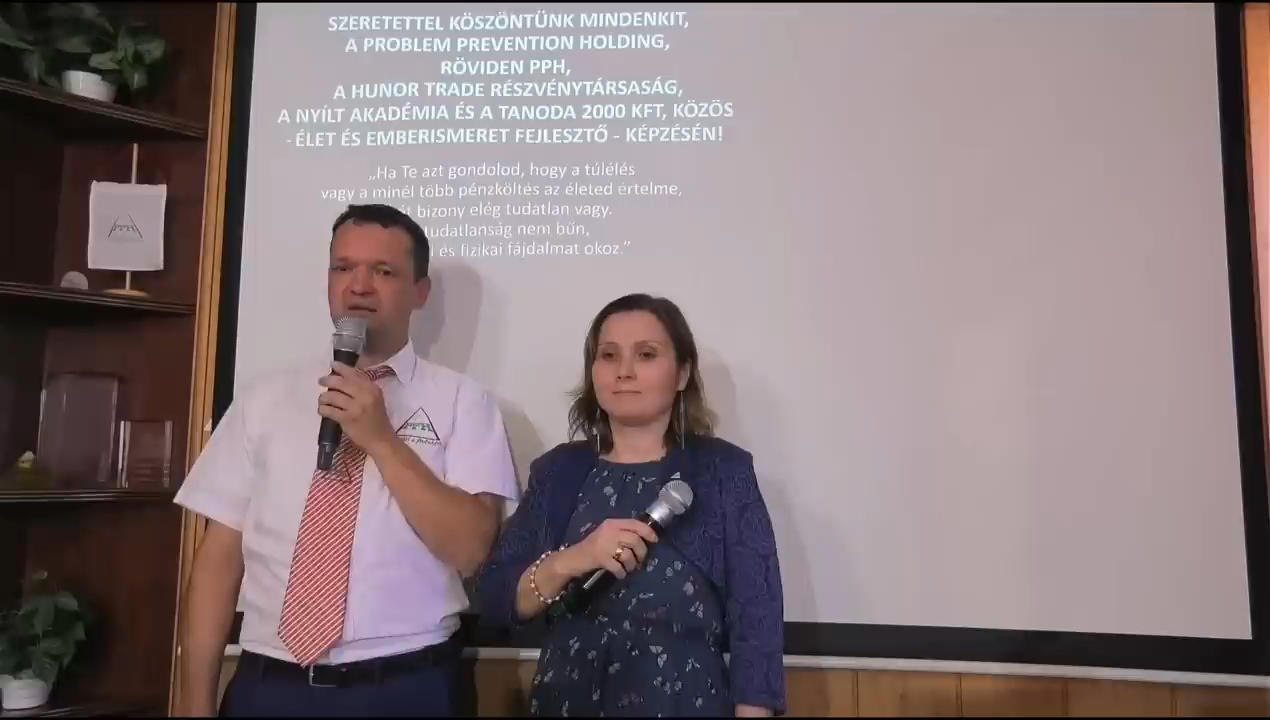 SZERETETTEL KÖSZÖNTÜNK MINDENKIT,
A PROBLEM PREVENTION HOLDING,
RÖVIDEN PPH,
A HUNOR TRADE RÉSZVÉNYTÁRSASÁG,
A NYÍLT AKADÉMIA ÉS A TANODA 2000 KFT, KÖZÖS
- ÉLET ÉS EMBERISMERET FEJLESZTŐ - KÉPZÉSÉN!
„Ha Te azt gondolod, hogy a túlélés
vagy a minél több pénzköltés az életed értelme,
bizony elég tudatlan vagy.
tudatlanság nem bűn,
és fizikai fájdalmat okoz.”